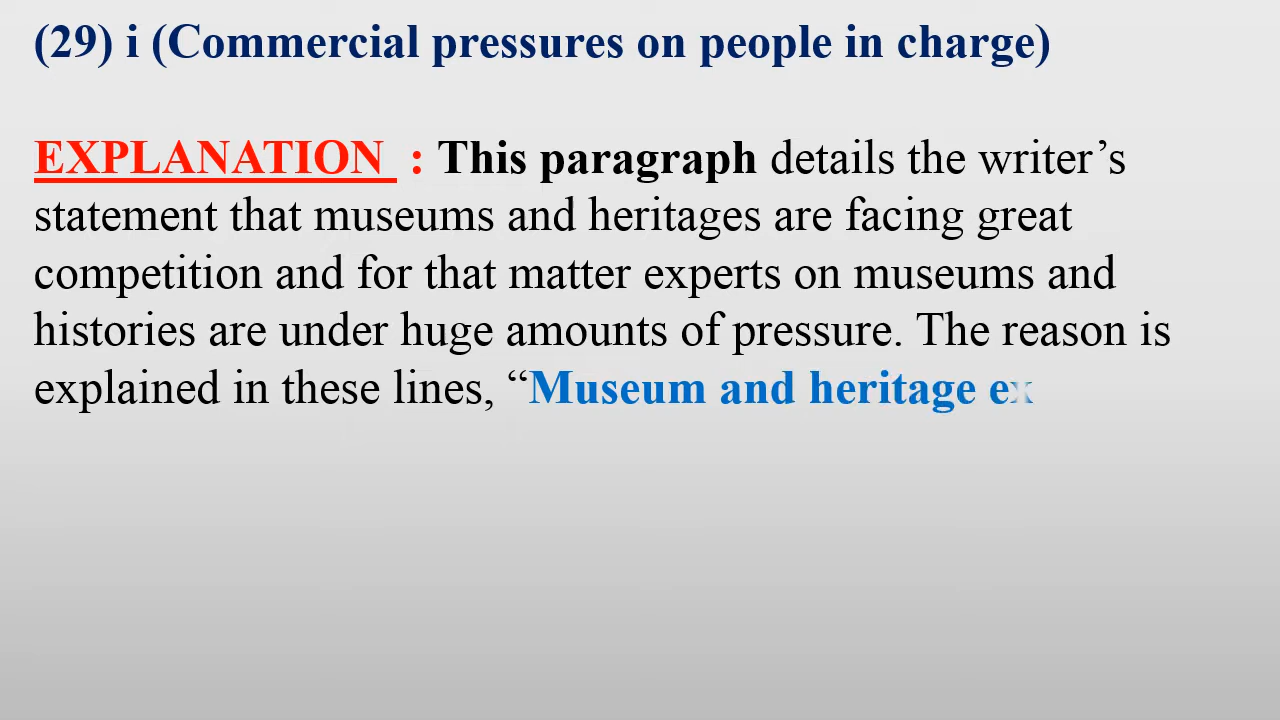 (29) i (Commercial pressures on people in charge)
EXPLANATION : This paragraph details the writer’s
statement that museums and heritages are facing great
competition and for that matter experts on museums and
histories are under huge amounts of pressure. The reason is
explained in these lines, “Museum and heritage ex